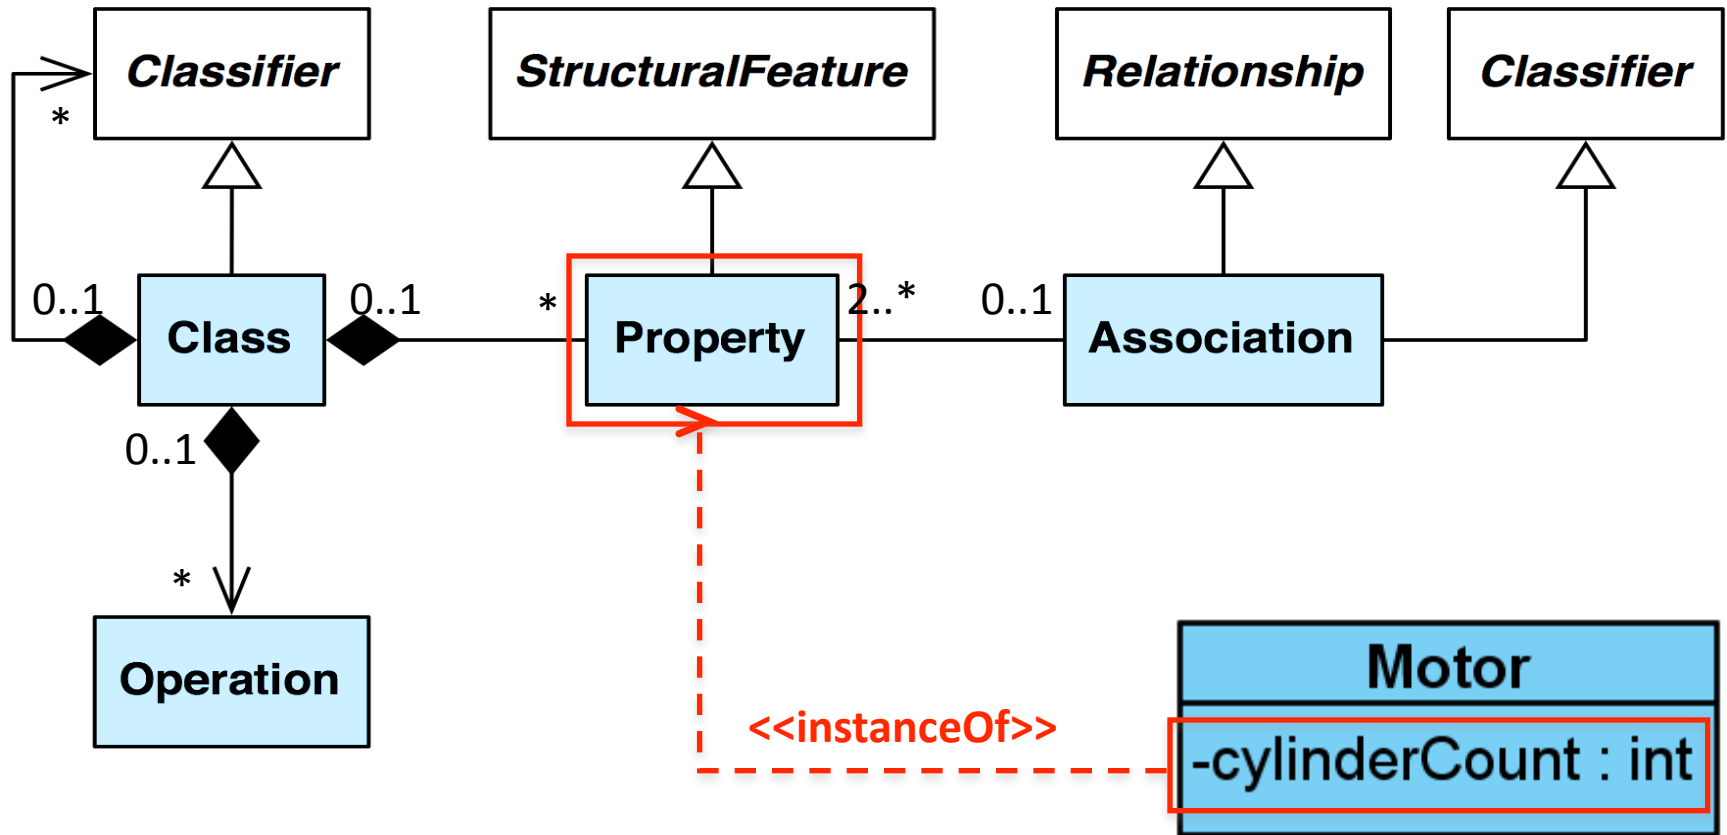 Classifier
StructuralFeature
Relationship
Classifier
*
0..1
0..1
*
2..*
0..1
Class
Property
Association
0..1
*
Operation
Motor
<<instanceOf>>
-cylinderCount : int